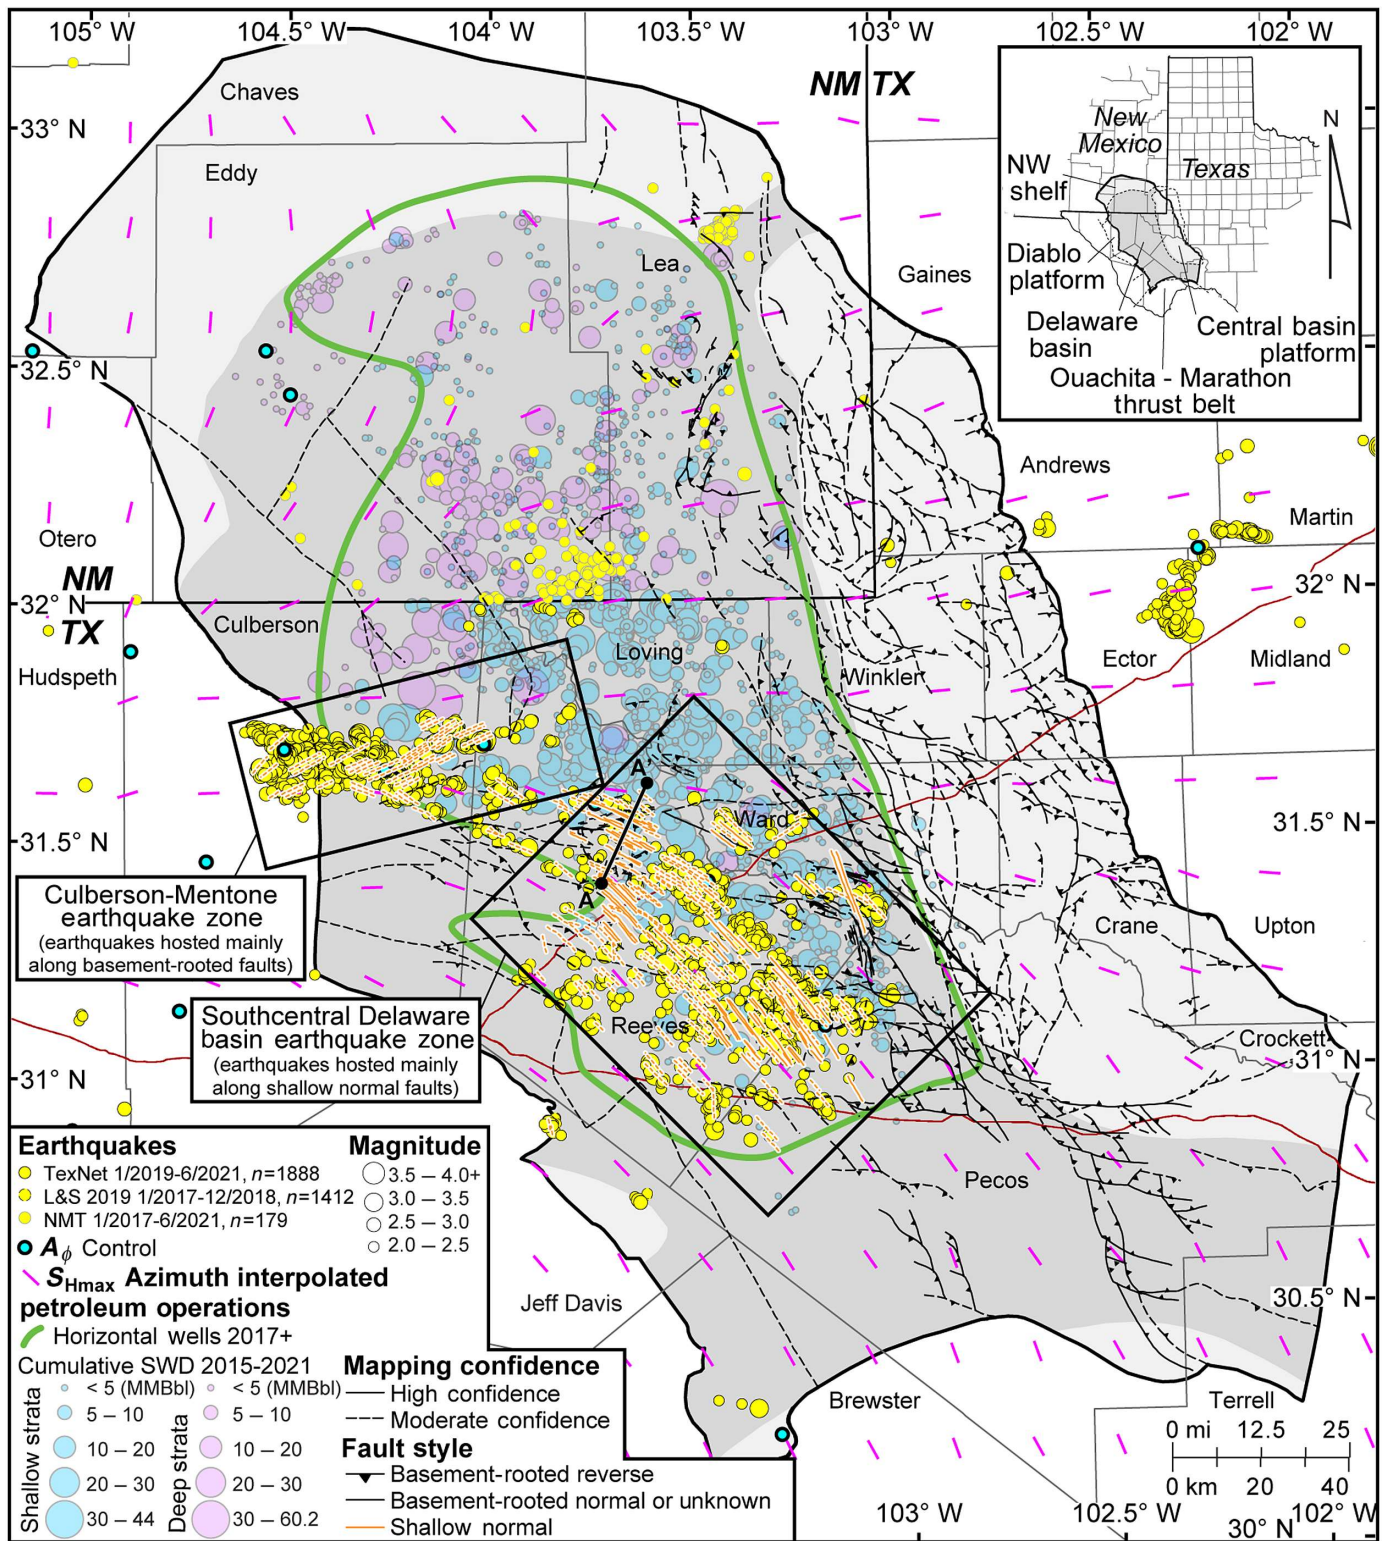 105° W 104.5° W 104° W 103.5° W 103° W 102.5° W 102° W
NM TX
Chaves
33° N
Eddy
Lea
Gaines
New
Mexico
Texas
N
NW
shelf
Diablo
platform
Delaware
basin
Central basin
platform
Ouachita - Marathon
thrust belt
32.5° N
Andrews
Martin
Otero
NM
32° N
TX
32° N
Culberson
Loving
Winkler
Ector
Midland
Hudspeth
A'
Ward
31.5° N
31.5° N
A
Culberson-Mentone
earthquake zone
(earthquakes hosted mainly
along basement-rooted faults)
Crane
Upton
Southcentral Delaware
basin earthquake zone
(earthquakes hosted mainly
along shallow normal faults)
Reeves
Crockett
31° N
31° N
Pecos
Jeff Davis
30.5° N
Brewster
Terrell
Earthquakes
TexNet 1/2019-6/2021, n=1888
L&S 2019 1/2017-12/2018, n=1412
NMT 1/2017-6/2021, n=179
Aϕ Control
SHmax Azimuth interpolated
Magnitude
3.5 – 4.0+
3.0 – 3.5
2.5 – 3.0
2.0 – 2.5
petroleum operations
Horizontal wells 2017+
Cumulative SWD 2015-2021
Shallow strata
< 5 (MMBbl)
5 – 10
10 – 20
20 – 30
30 – 44
Deep strata
< 5 (MMBbl)
5 – 10
10 – 20
20 – 30
30 – 60.2
Mapping confidence
High confidence
Moderate confidence
Fault style
Basement-rooted reverse
Basement-rooted normal or unknown
Shallow normal
0 mi 12.5 25
0 km 20 40
103° W 102.5° W 102° W
30° N